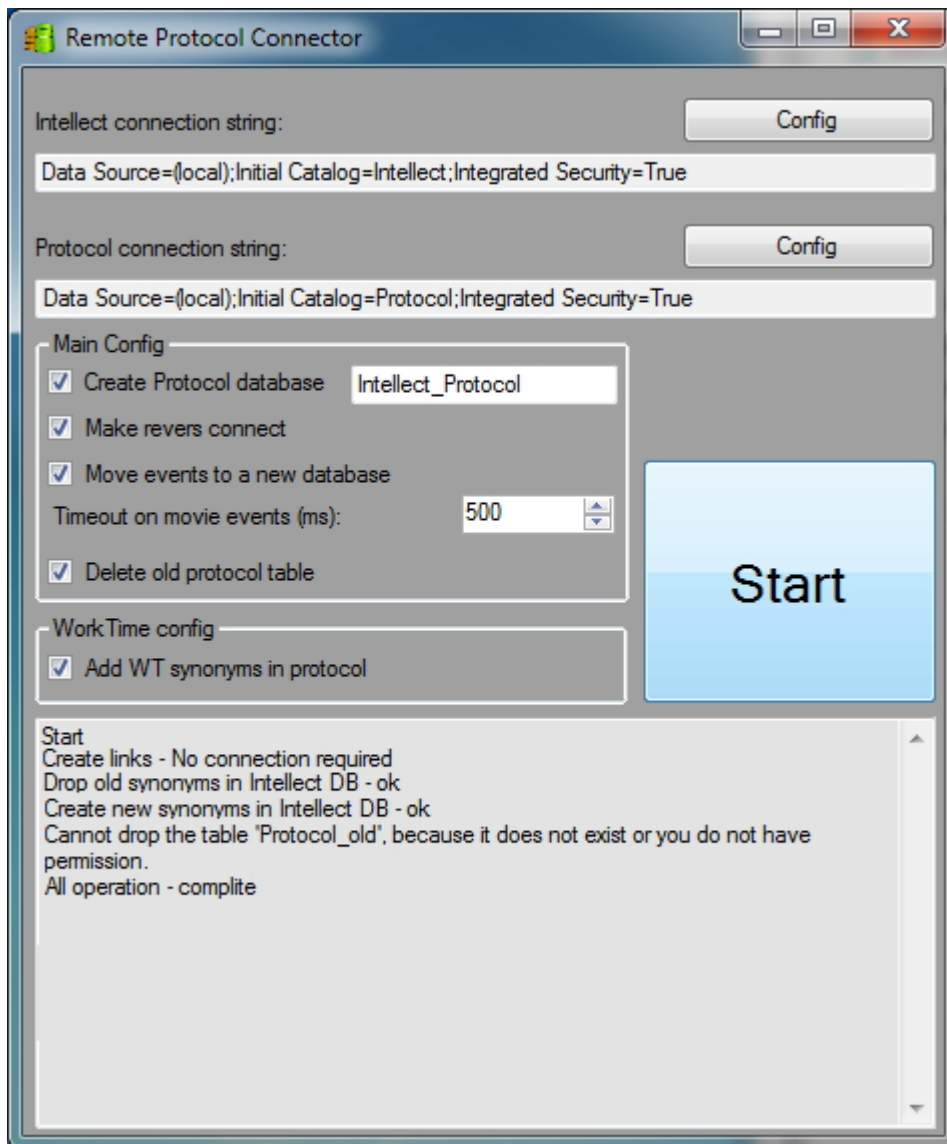 Remote Protocol Connector
Intellect connection string:
Config
Data Source=(local);Initial Catalog=Intellect;Integrated Security=True
Protocol connection string:
Config
Data Source=(local);Initial Catalog=Protocol;Integrated Security=True
Main Config
Create Protocol database
Intellect_Protocol
Make revers connect
Move events to a new database
Timeout on movie events (ms):
500
Delete old protocol table
Start
WorkTime config
Add WT synonyms in protocol
Start
Create links - No connection required
Drop old synonyms in Intellect DB - ok
Create new synonyms in Intellect DB - ok
Cannot drop the table 'Protocol_old', because it does not exist or you do not have
permission.
All operation - complite